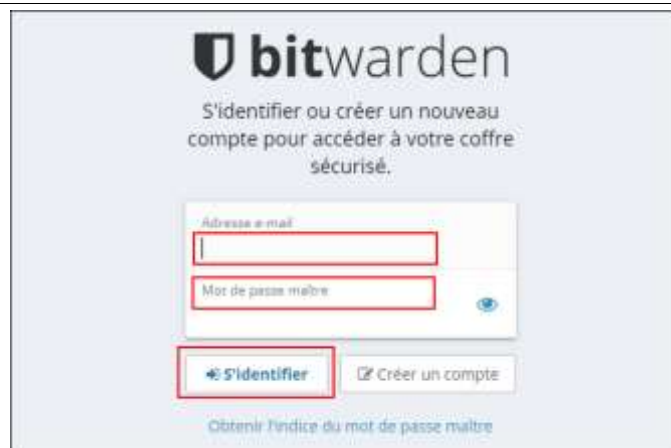 bitwarden
S'identifier ou créer un nouveau
compte pour accéder à votre coffre
sécurisé.
Adresse e-mail
Mot de passe maître
S'identifier
Créer un compte
Obtenir l'indice du mot de passe maître